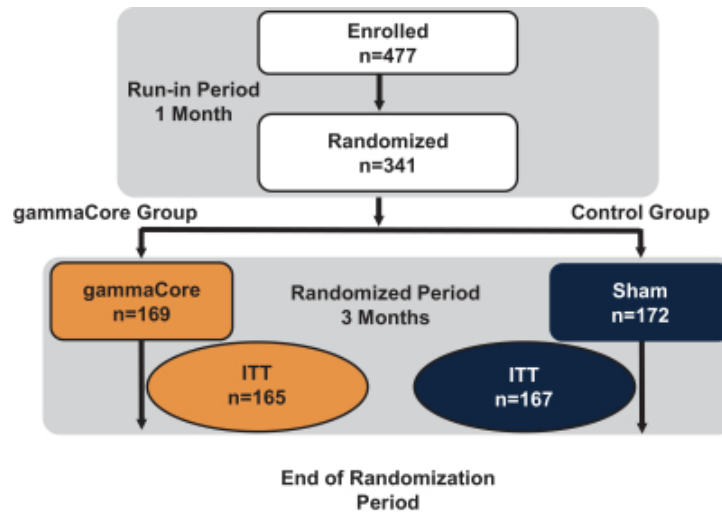 Enrolled
n=477
Run-in Period
1 Month
Randomized
n=341
gammaCore Group
Control Group
gammaCore
n=169
Randomized Period
3 Months
Sham
n=172
ITT
n=165
ITT
n=167
End of Randomization
Period